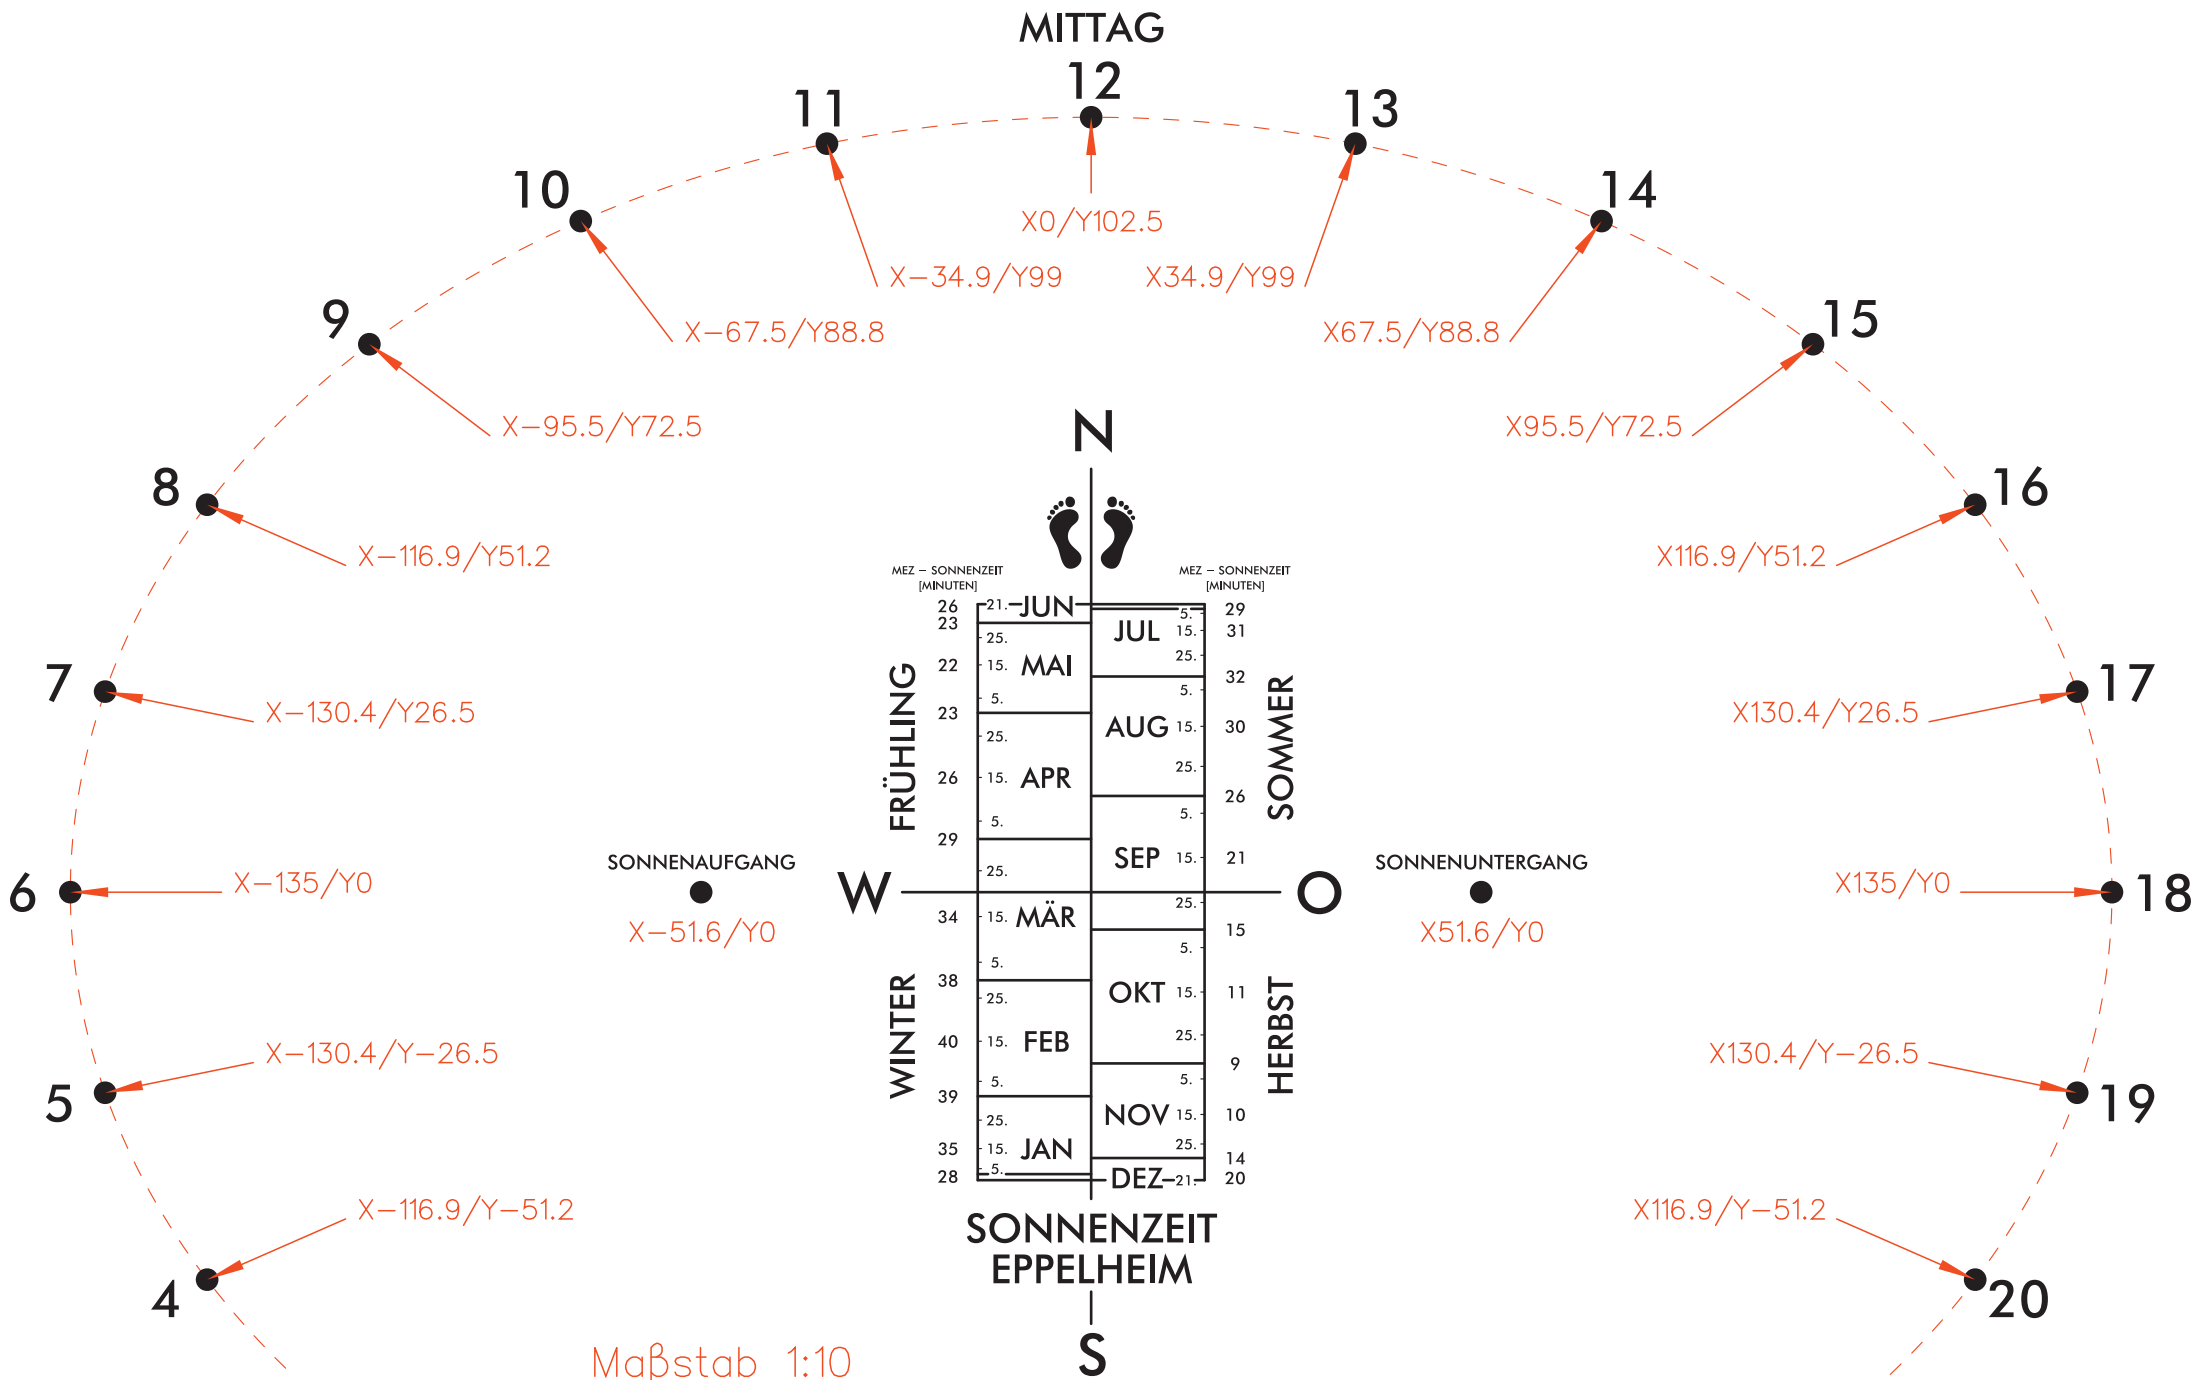 MITTAG
12
11
13
10
14
X0/Y102.5
X-34.9/Y99
X34.9/Y99
9
15
X-67.5/Y88.8
X67.5/Y88.8
X-95.5/Y72.5
X95.5/Y72.5
N
8
16
X-116.9/Y51.2
X116.9/Y51.2
7
17
X-130.4/Y26.5
X130.4/Y26.5
MEZ – SONNENZEIT
[MINUTEN]
MEZ – SONNENZEIT
[MINUTEN]
FRÜHLING
26 21. JUN
23
25.
22 15. MAI
5.
23
25.
26 15. APR
5.
29
25.
34 15. MÄR
5.
38
25.
40 15. FEB
5.
39
25.
35 15. JAN
5.
28
WINTER
5. 29
JUL 15. 31
25.
32
5.
AUG 15. 30
25.
26
5.
SEP 15. 21
25.
15
5.
OKT 15. 11
25.
9
5.
NOV 15. 10
25.
14
DEZ 21. 20
SOMMER
HERBST
SONNENAUFGANG
SONNENUNTERGANG
6
X-135/Y0
W
O
X135/Y0
18
X-51.6/Y0
X51.6/Y0
X-130.4/Y-26.5
X130.4/Y-26.5
5
19
X-116.9/Y-51.2
X116.9/Y-51.2
SONNENZEIT
EPPELHEIM
4
20
S
Maßstab 1:10